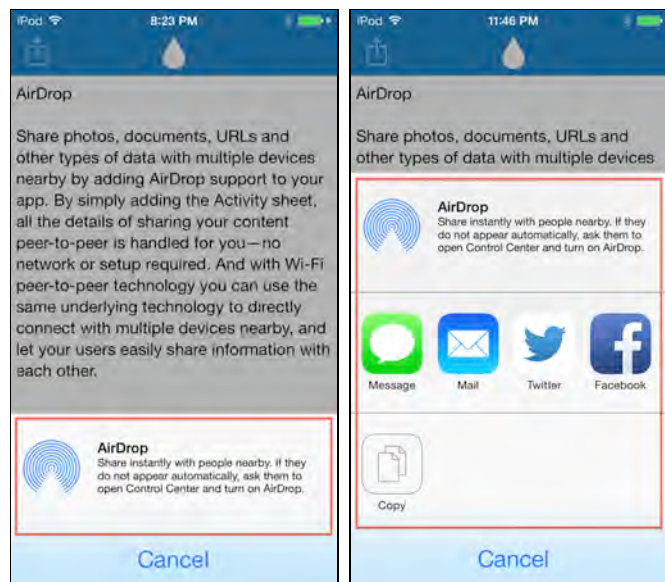 iPod 8:23 PM
AirDrop
Share photos, documents, URLs and
other types of data with multiple devices
nearby by adding AirDrop support to your
app. By simply adding the Activity sheet,
all the details of sharing your content
peer-to-peer is handled for you—no
network or setup required. And with Wi-Fi
peer-to-peer technology you can use the
same underlying technology to directly
connect with multiple devices nearby, and
let your users easily share information with
each other.
AirDrop
Share instantly with people nearby. If they
do not appear automatically, ask them to
open Control Center and turn on AirDrop.
Cancel
iPod 11:46 PM
AirDrop
Share photos, documents, URLs and
other types of data with multiple devices
AirDrop
Share instantly with people nearby. If they
do not appear automatically, ask them to
open Control Center and turn on AirDrop.
Message Mail Twitter Facebook
Copy
Cancel